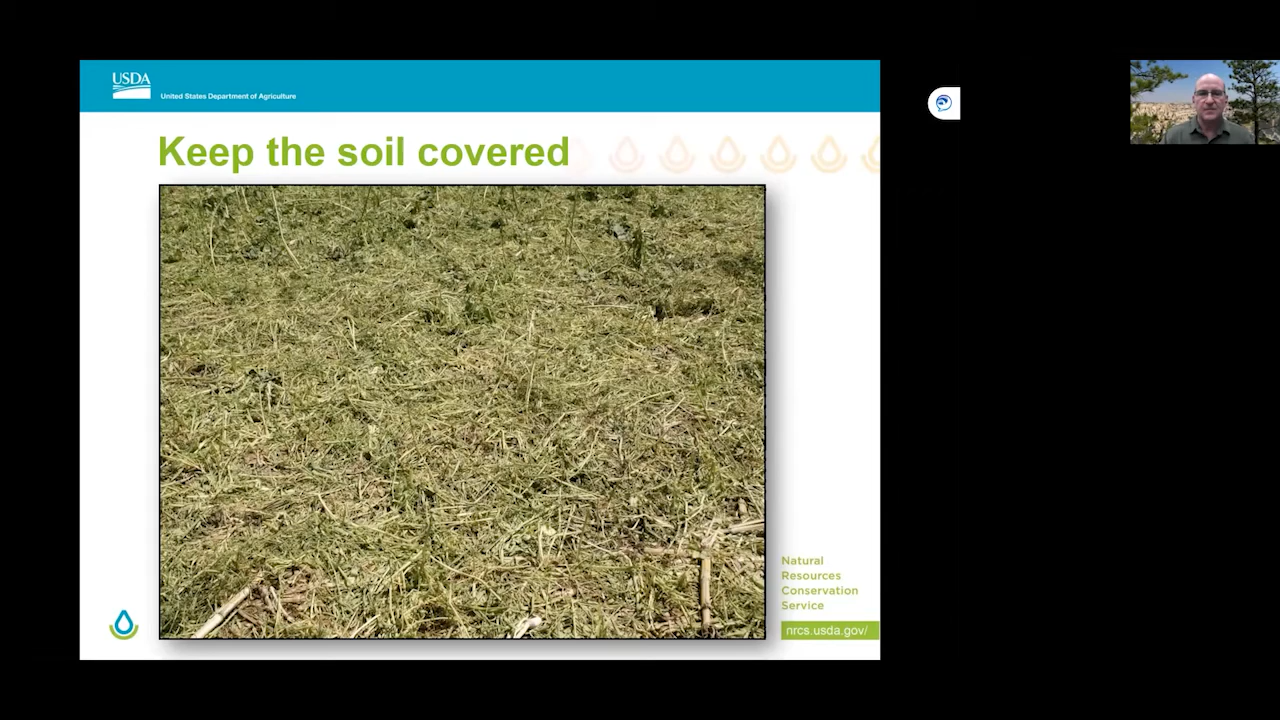 USDA
United States Department of Agriculture
Keep the soil covered
Natural
Resources
Conservation
Service
nrcs.usda.gov/